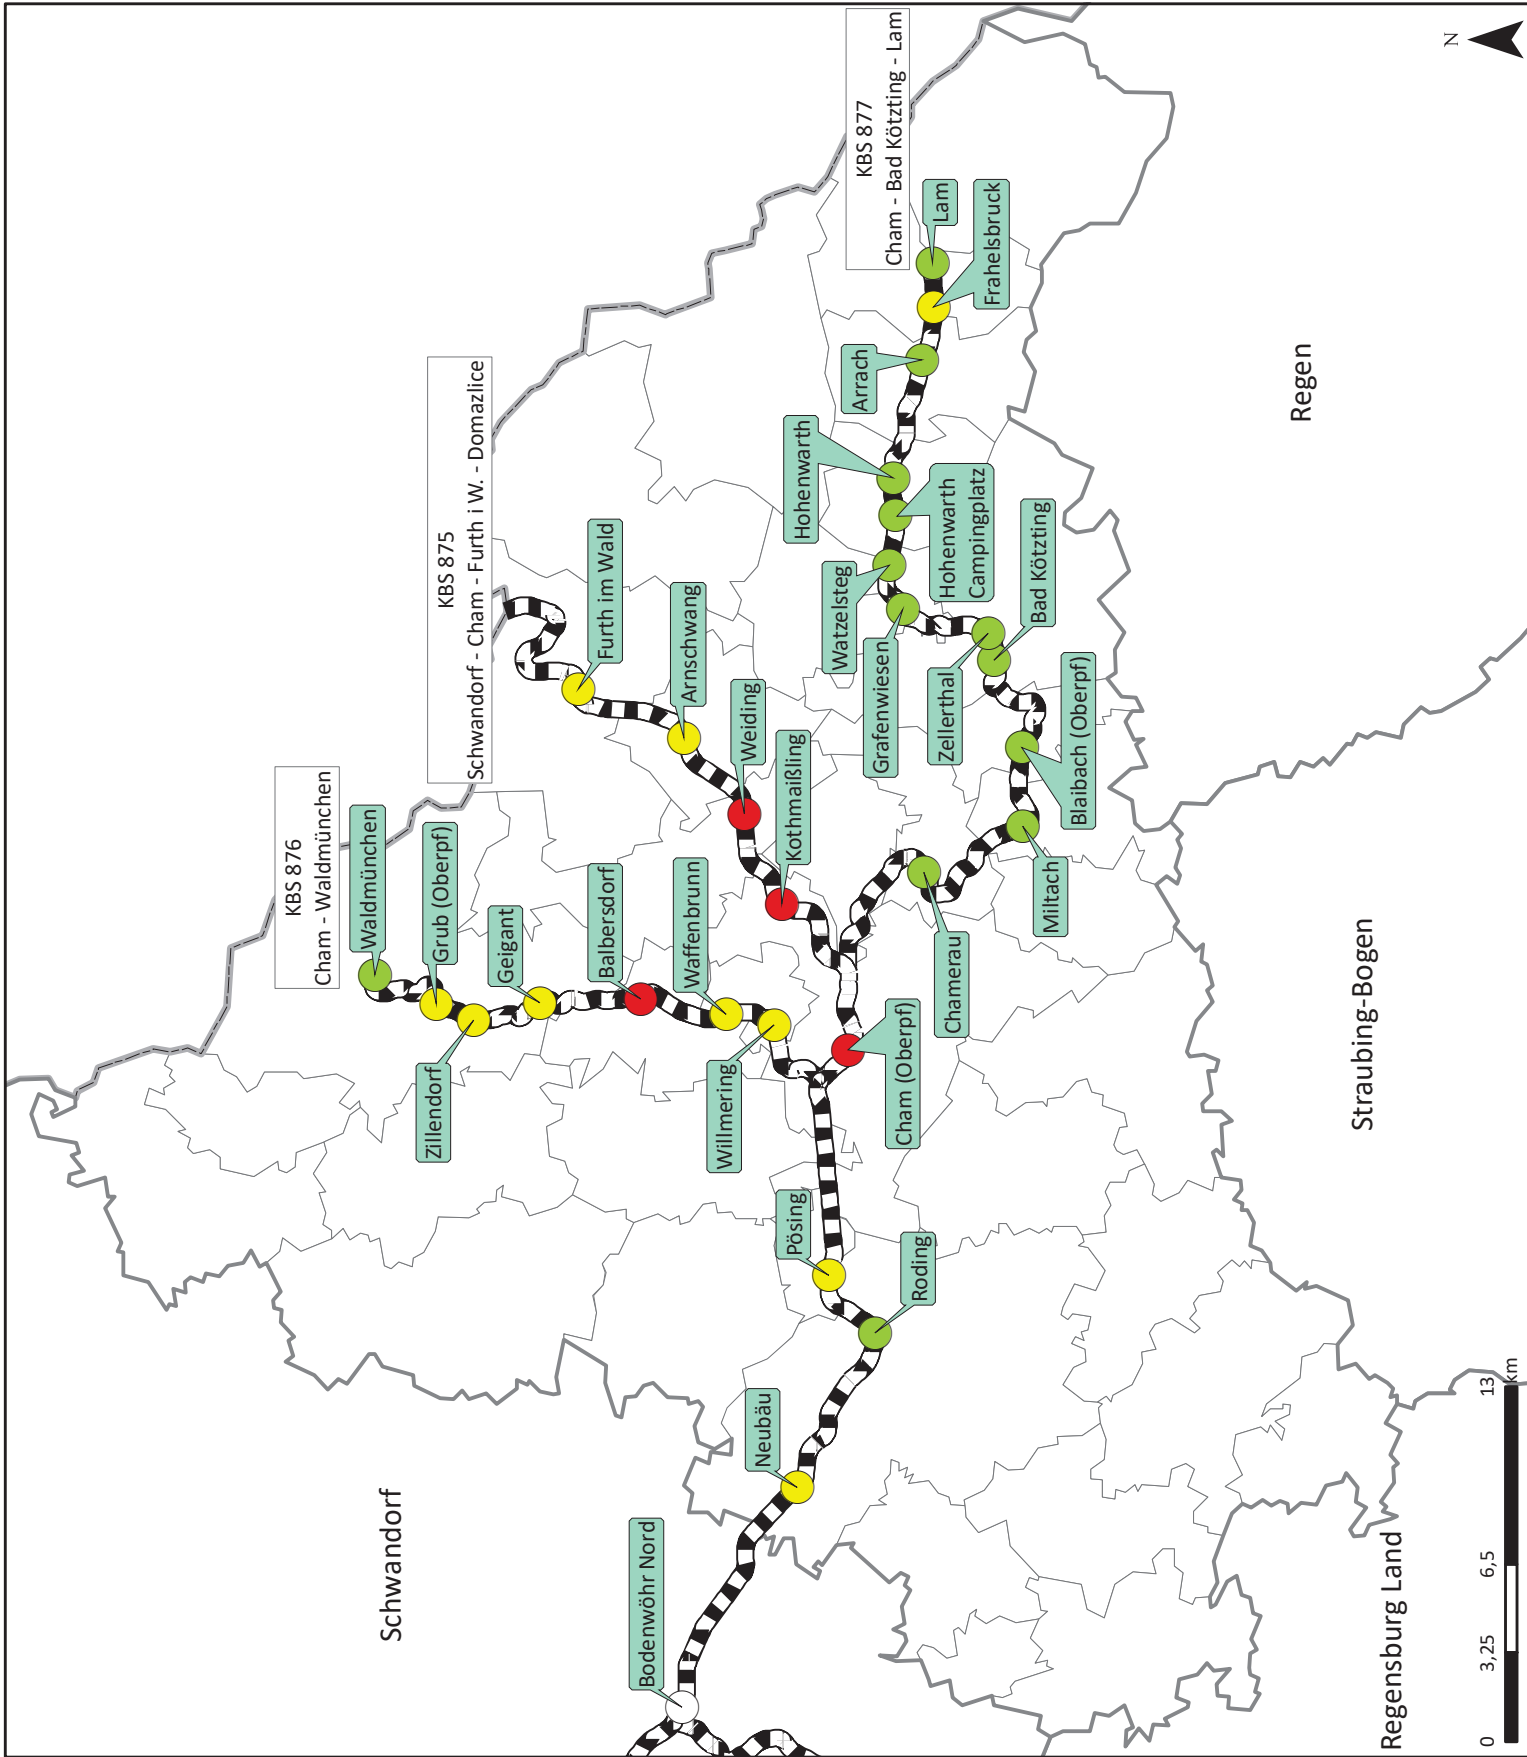 KBS 876
Cham - Waldmünchen
KBS 875
Schwandorf - Cham - Furth i W. - Domazlice
KBS 877
Cham - Bad Kötzting - Lam
N
Schwandorf
Waldmünchen
Grub (Oberpf)
Zillendorf
Geigant
Balbersdorf
Waffenbrunn
Willmering
Furth im Wald
Arnschwang
Weiding
Kothmaißling
Cham (Oberpf)
Pösing
Roding
Neubäu
Bodenwöhr Nord
Chamerau
Miltach
Blaibach (Oberpf)
Bad Kötzting
Zellerthal
Grafenwiesen
Watzelsteg
Hohenwarth
Campingplatz
Hohenwarth
Arrach
Frahelsbruck
Lam
Regen
Straubing-Bogen
Regensburg Land
0 3,25 6,5 13
km